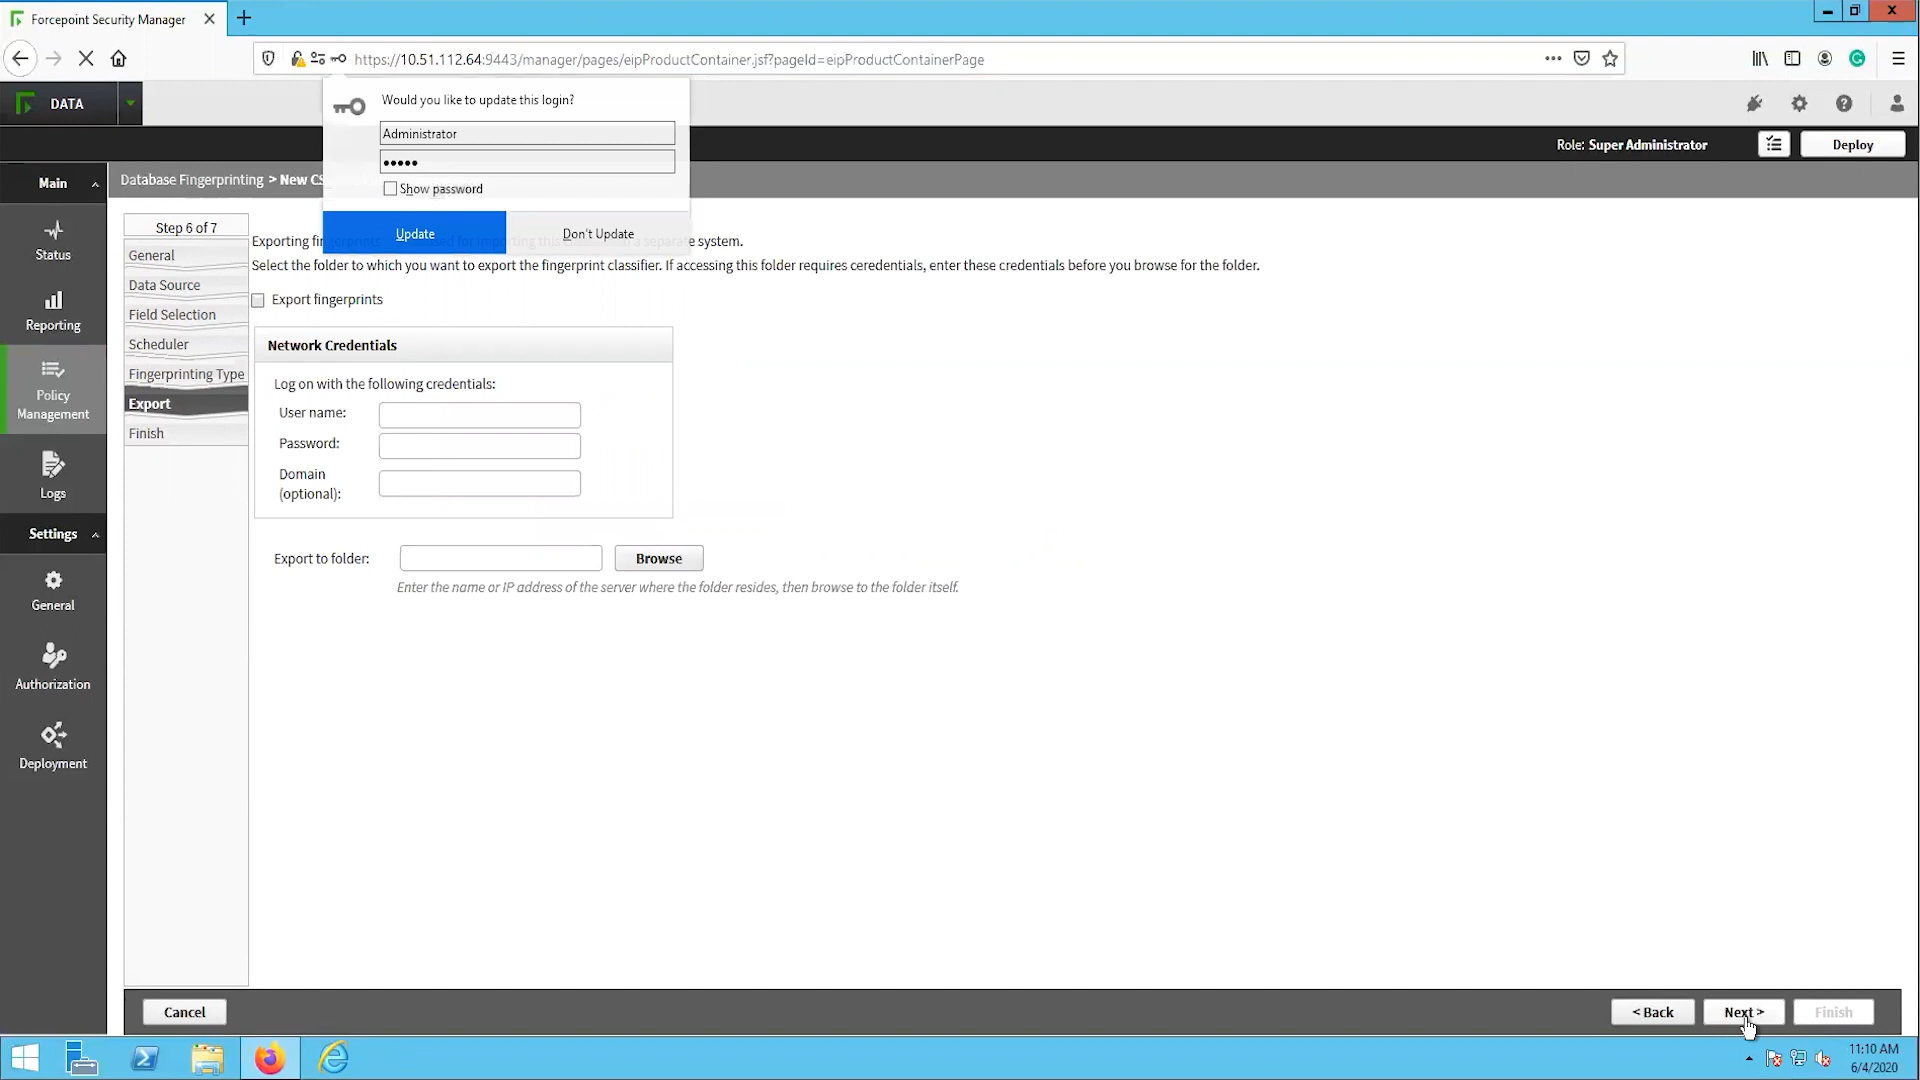 Forcepoint Security Manager
https://10.51.112.64:9443/manager/pages/eipProductContainer.jsf?pageId=eipProductContainerPage
DATA
Would you like to update this login?
Administrator
•••••
Show password
Update
Don't Update
Role: Super Administrator
Deploy
Main
Database Fingerprinting > New CS
Status
Reporting
Policy
Management
Logs
Settings
General
Authorization
Deployment
Step 6 of 7
General
Data Source
Field Selection
Scheduler
Fingerprinting Type
Export
Finish
Exporting fingerprints used for importing this a separate system.
Select the folder to which you want to export the fingerprint classifier. If accessing this folder requires ceredentials, enter these credentials before you browse for the folder.
Export fingerprints
Network Credentials
Log on with the following credentials:
User name:
Password:
Domain
(optional):
Export to folder:
Browse
Enter the name or IP address of the server where the folder resides, then browse to the folder itself.
Cancel
< Back
Next >
Finish
11:10 AM
6/4/2020